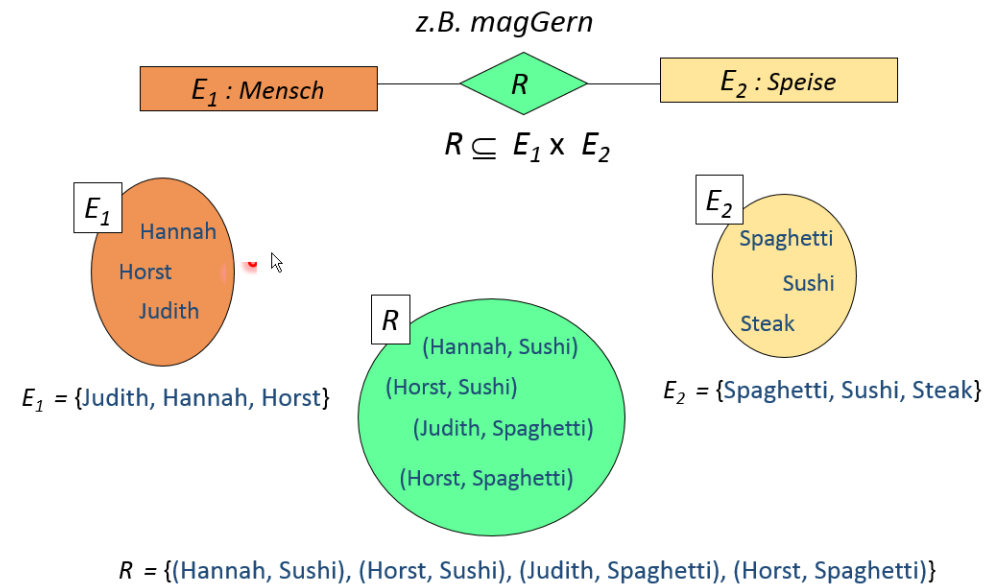 z.B. magGern
E1 : Mensch
R
E2 : Speise
R ⊆ E1 x E2
E1
Hannah
Horst
Judith
E1 = {Judith, Hannah, Horst}
E2
Spaghetti
Sushi
Steak
E2 = {Spaghetti, Sushi, Steak}
R
(Hannah, Sushi)
(Horst, Sushi)
(Judith, Spaghetti)
(Horst, Spaghetti)
R = {(Hannah, Sushi), (Horst, Sushi), (Judith, Spaghetti), (Horst, Spaghetti)}